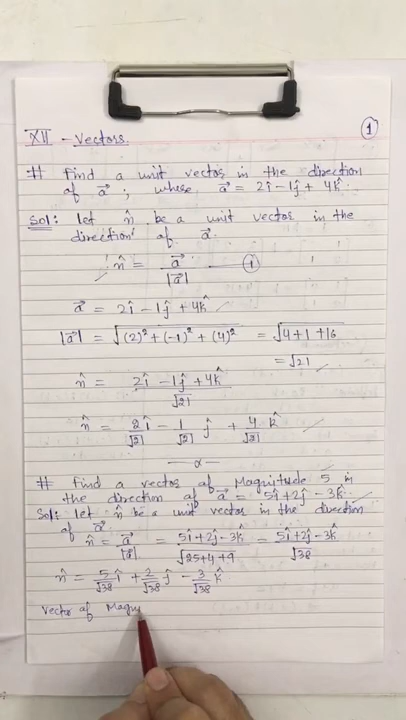 XII - Vectors. ①
# Find a unit vector in the direction
of a⃗ ; where a⃗ = 2î - 1ĵ + 4k̂.
Sol: let n̂ be a unit vector in the
direction of a⃗.
n̂ = a⃗ / |a⃗| — ①
a⃗ = 2î - 1ĵ + 4k̂
|a⃗| = √(2)² + (-1)² + (4)² = √4 + 1 + 16
= √21
n̂ = 2î - 1ĵ + 4k̂ / √21
n̂ = 2/√21 î - 1/√21 ĵ + 4/√21 k̂
# Find a vector of Magnitude 5 in
the direction of a⃗ = 5î + 2ĵ - 3k̂.
Sol: let n̂ be a unit vector in the direction
of a⃗
n̂ = a⃗ / |a⃗| = 5î + 2ĵ - 3k̂ / √25 + 4 + 9 = 5î + 2ĵ - 3k̂ / √38
n̂ = 5/√38 î + 2/√38 ĵ - 3/√38 k̂
Vector of Magn